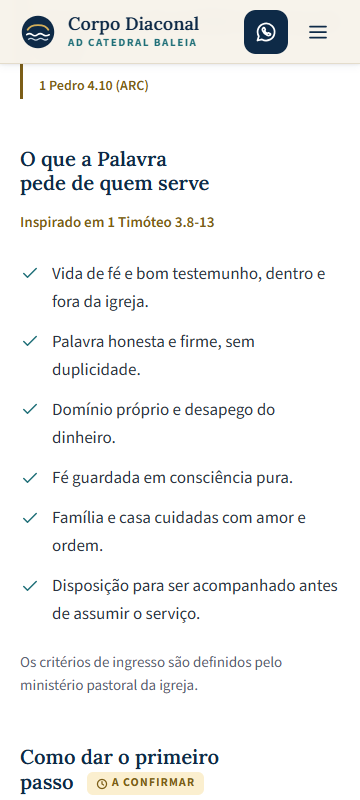 Corpo Diaconal
AD CATEDRAL BALEIA
1 Pedro 4.10 (ARC)
O que a Palavra
pede de quem serve
Inspirado em 1 Timóteo 3.8-13
Vida de fé e bom testemunho, dentro e
fora da igreja.
Palavra honesta e firme, sem
duplicidade.
Domínio próprio e desapego do
dinheiro.
Fé guardada em consciência pura.
Família e casa cuidadas com amor e
ordem.
Disposição para ser acompanhado antes
de assumir o serviço.
Os critérios de ingresso são definidos pelo
ministério pastoral da igreja.
Como dar o primeiro
passo A CONFIRMAR